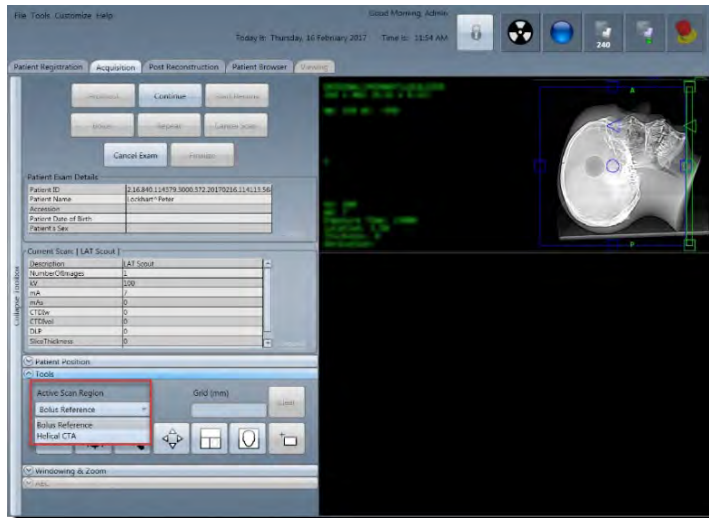 File Tools Customize Help
Good Morning, Admin
Today is: Thursday, 16 February 2017 Time is: 11:54 AM
240
Patient Registration Acquisition Post Reconstruction Patient Browser Viewing
Continue
Repeat
Cancel Exam
Patient Exam Details
Patient ID 2.16.840.114379.3000.572.20170216.114113.56
Patient Name Lockhart^Peter
Accession
Patient Date of Birth
Patient's Sex
Current Scan: [ LAT Scout ]
Description LAT Scout
NumberOfImages 1
kV 100
mA 7
mAs 0
CTDIw 0
CTDIvol 0
DLP 0
SliceThickness 0
Collapse Toolbox
Patient Position
Tools
Active Scan Region Grid (mm)
Bolus Reference
Bolus Reference
Helical CTA
Windowing & Zoom
ABC
A
P